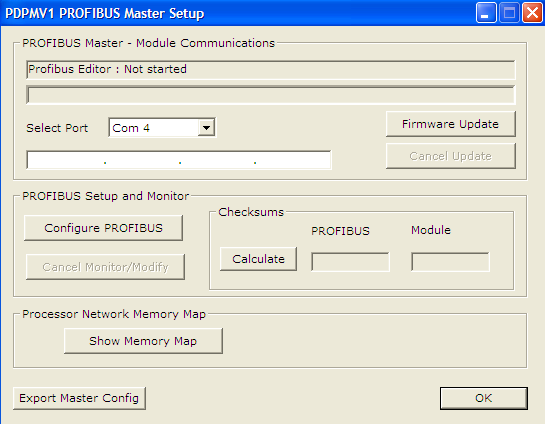 PDPMV1 PROFIBUS Master Setup
PROFIBUS Master - Module Communications
Profibus Editor : Not started
Select Port Com 4 Firmware Update
. . . Cancel Update
PROFIBUS Setup and Monitor
Configure PROFIBUS
Cancel Monitor/Modify
Checksums
PROFIBUS Module
Calculate
Processor Network Memory Map
Show Memory Map
Export Master Config OK